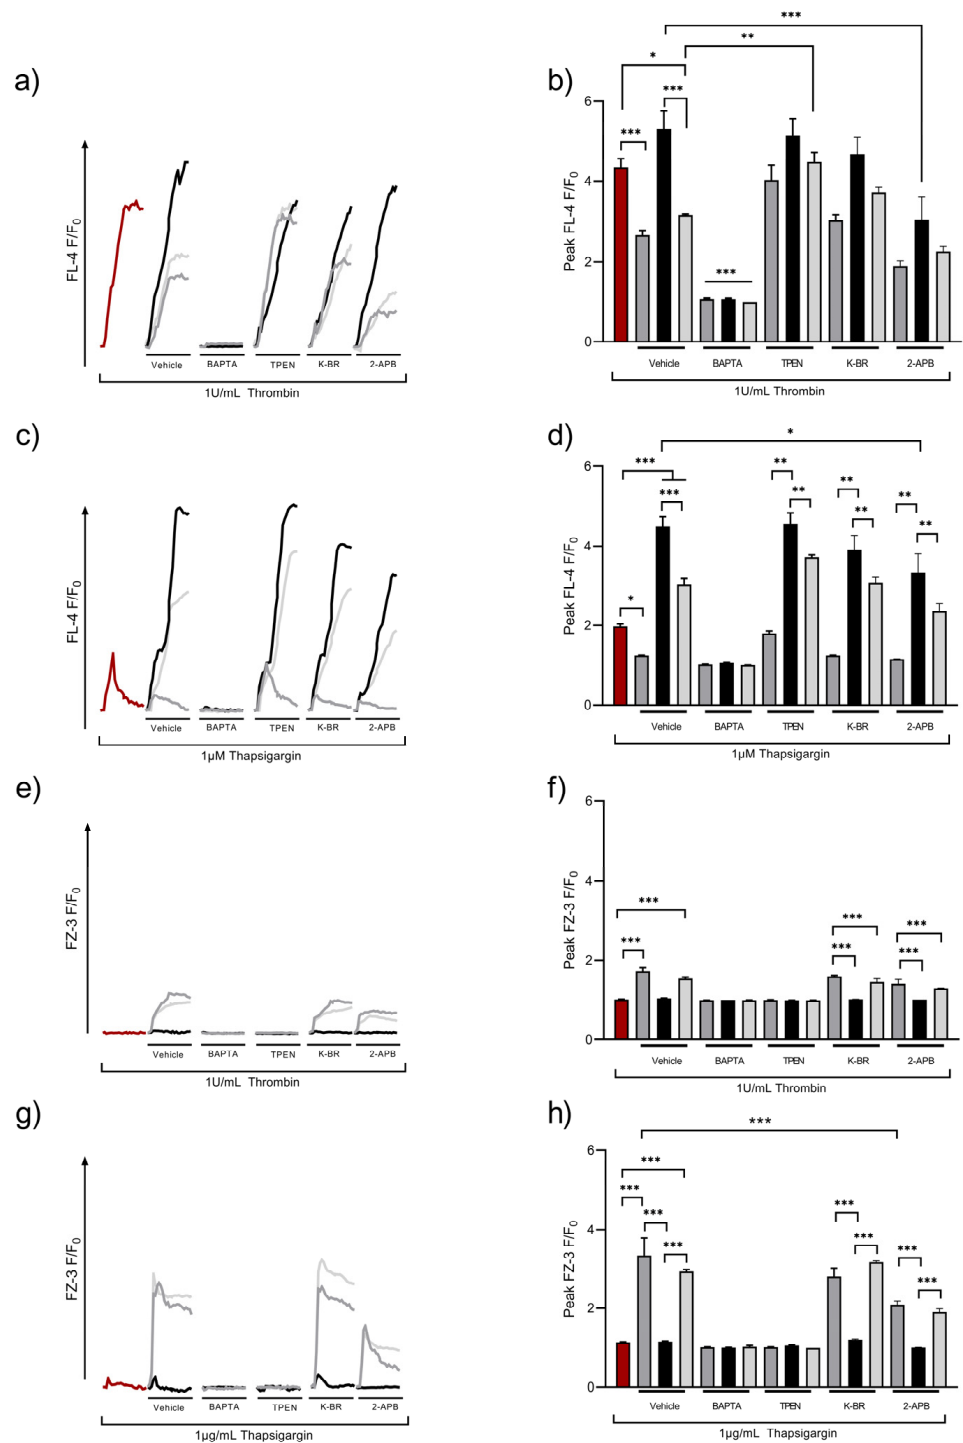 a)
FL-4 F/F0
Vehicle BAPTA TPEN K-BR 2-APB
1U/mL Thrombin
b)
***
**
*
***
***
***
6
4
2
0
Peak FL-4 F/F0
Vehicle BAPTA TPEN K-BR 2-APB
1U/mL Thrombin
c)
FL-4 F/F0
Vehicle BAPTA TPEN K-BR 2-APB
1µM Thapsigargin
d)
*
*** ** ** **
*** ** ** **
*
6
4
2
0
Peak FL-4 F/F0
Vehicle BAPTA TPEN K-BR 2-APB
1µM Thapsigargin
e)
FZ-3 F/F0
Vehicle BAPTA TPEN K-BR 2-APB
1U/mL Thrombin
f)
*** *** ***
*** *** ***
6
4
2
0
Peak FZ-3 F/F0
Vehicle BAPTA TPEN K-BR 2-APB
1U/mL Thrombin
g)
FZ-3 F/F0
Vehicle BAPTA TPEN K-BR 2-APB
1µg/mL Thapsigargin
h)
***
***
*** ***
*** *** ***
*** ***
6
4
2
0
Peak FZ-3 F/F0
Vehicle BAPTA TPEN K-BR 2-APB
1µg/mL Thapsigargin